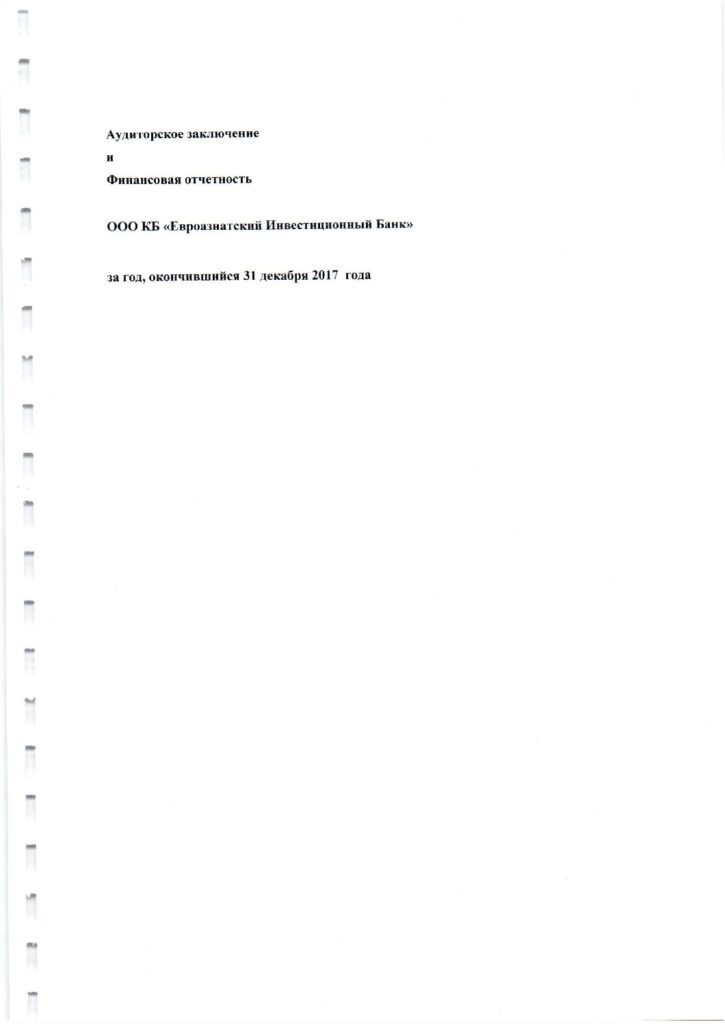 Аудиторское заключение
и
Финансовая отчетность
ООО КБ «Евроазиатский Инвестиционный Банк»
за год, окончившийся 31 декабря 2017 года